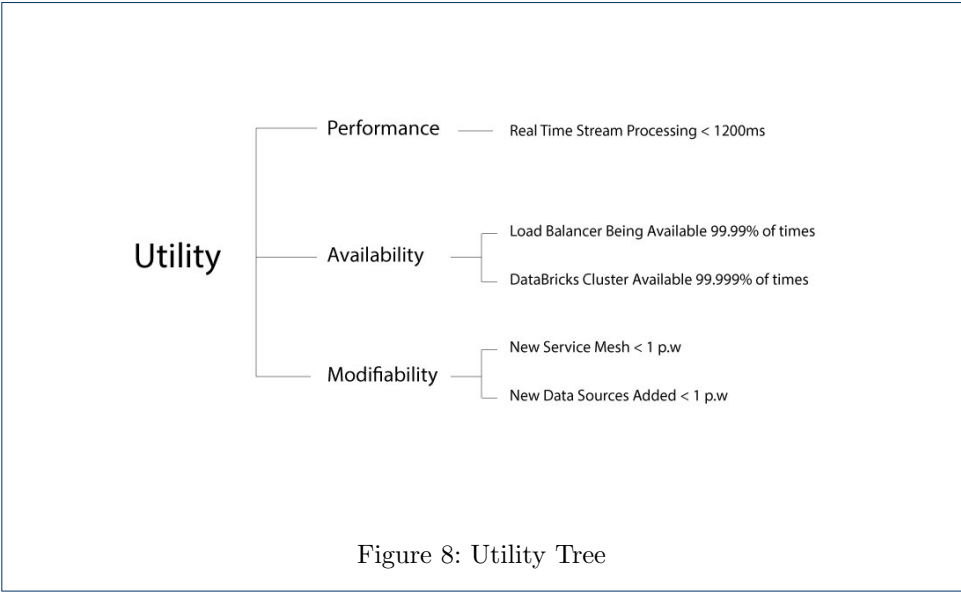 Performance
Real Time Stream Processing < 1200ms
Utility
Availability
Load Balancer Being Available 99.99% of times
DataBricks Cluster Available 99.999% of times
Modifiability
New Service Mesh < 1 p.w
New Data Sources Added < 1 p.w
Figure 8: Utility Tree